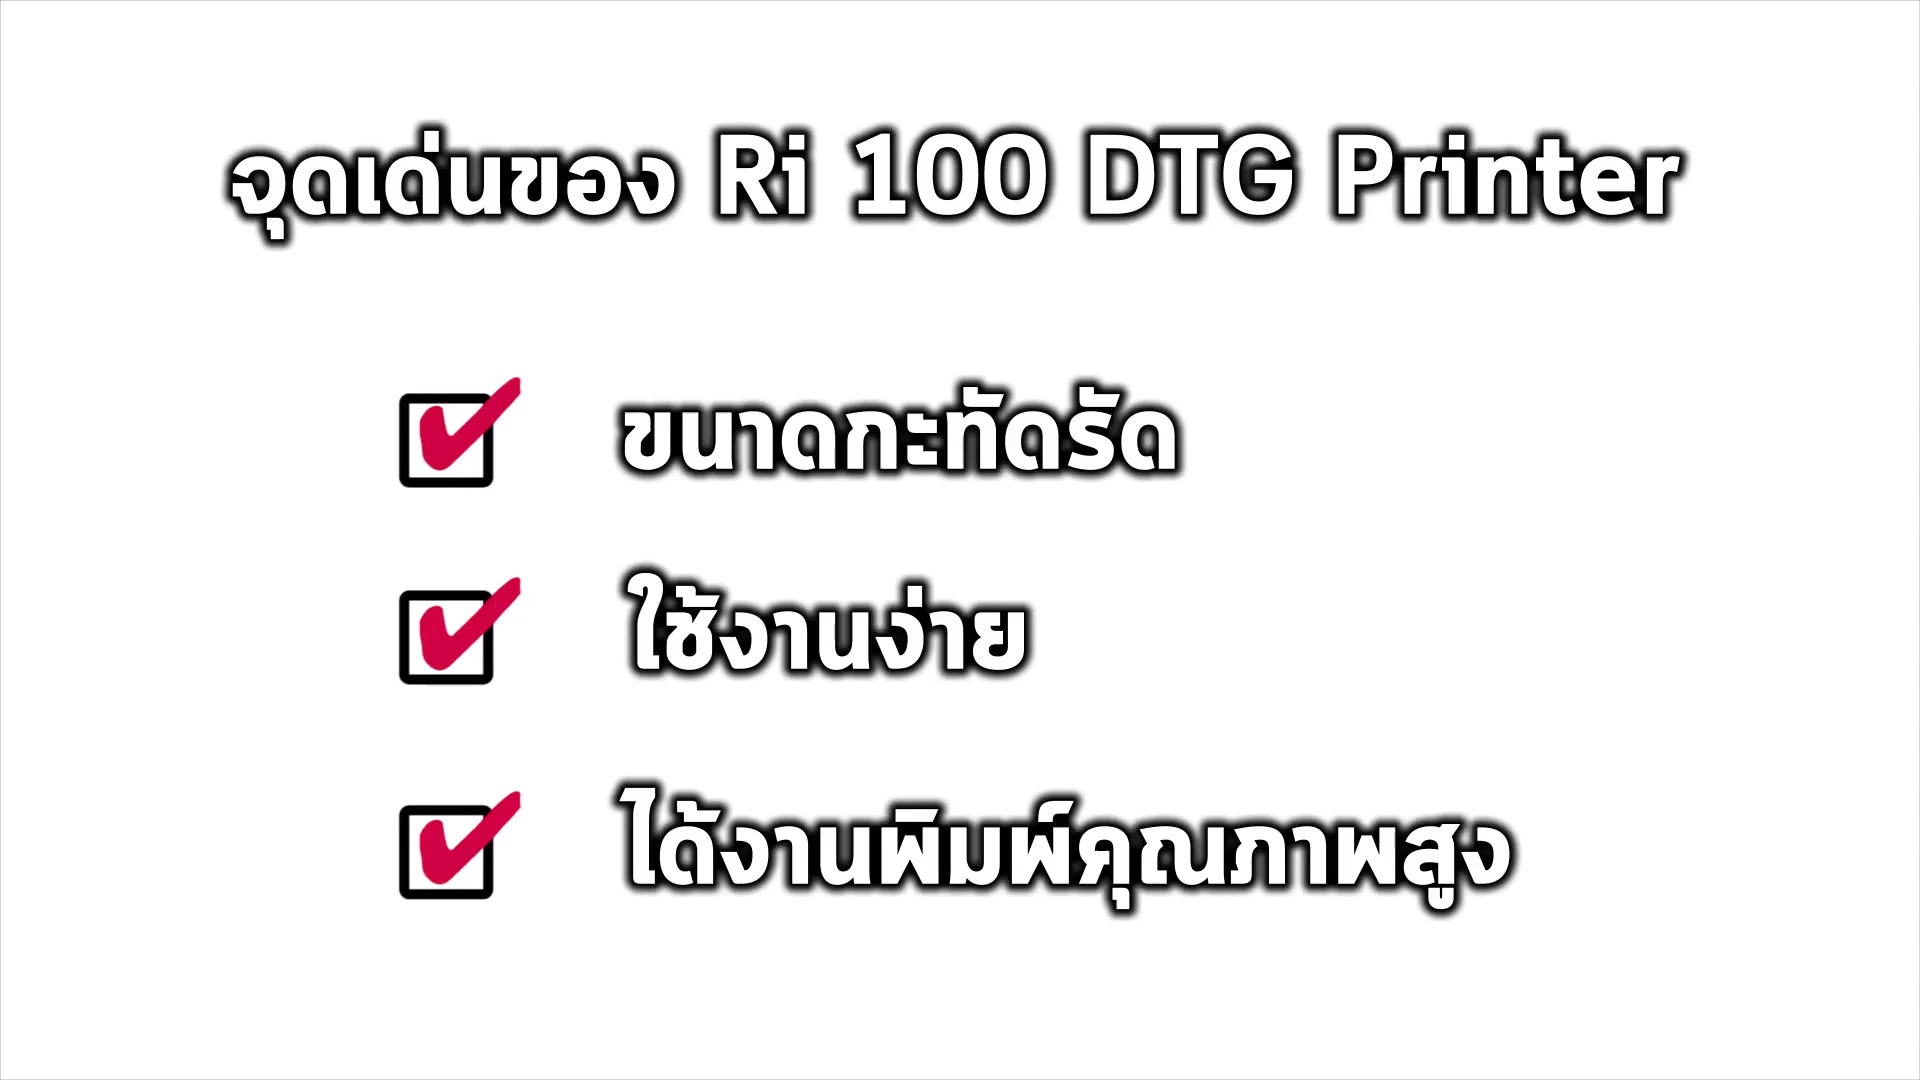 จุดเด่นของ Ri 100 DTG Printer
ขนาดกะทัดรัด
ใช้งานง่าย
ได้งานพิมพ์คุณภาพสูง